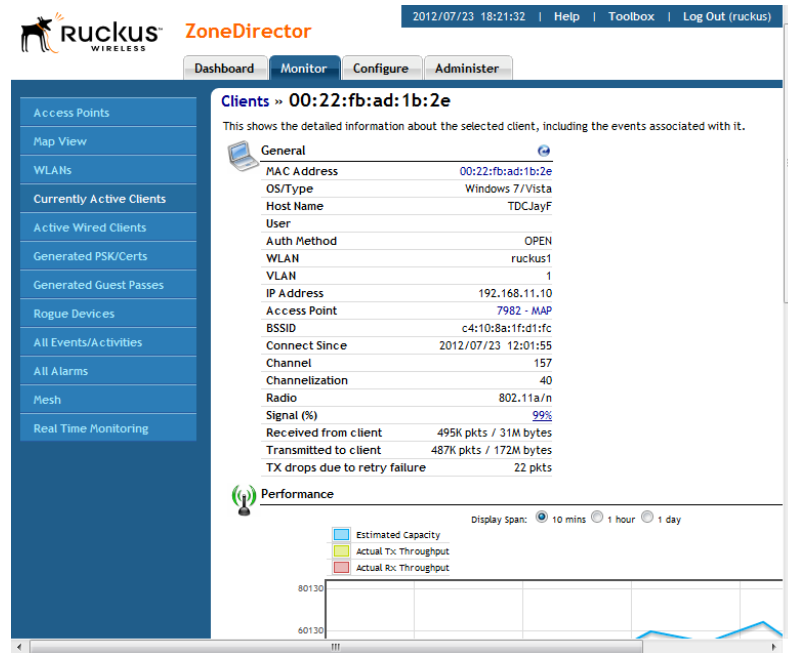 2012/07/23 18:21:32 | Help | Toolbox | Log Out (ruckus)
Ruckus WIRELESS ZoneDirector
Dashboard Monitor Configure Administer
Access Points
Map View
WLANs
Currently Active Clients
Active Wired Clients
Generated PSK/Certs
Generated Guest Passes
Rogue Devices
All Events/Activities
All Alarms
Mesh
Real Time Monitoring
Clients » 00:22:fb:ad:1b:2e
This shows the detailed information about the selected client, including the events associated with it.
General
MAC Address 00:22:fb:ad:1b:2e
OS/Type Windows 7/Vista
Host Name TDCJayF
User
Auth Method OPEN
WLAN ruckus1
VLAN 1
IP Address 192.168.11.10
Access Point 7982 - MAP
BSSID c4:10:8a:1f:d1:fc
Connect Since 2012/07/23 12:01:55
Channel 157
Channelization 40
Radio 802.11a/n
Signal (%) 99%
Received from client 495K pkts / 31M bytes
Transmitted to client 487K pkts / 172M bytes
TX drops due to retry failure 22 pkts
Performance
Display Span: 10 mins 1 hour 1 day
Estimated Capacity
Actual Tx Throughput
Actual Rx Throughput
80130
60130